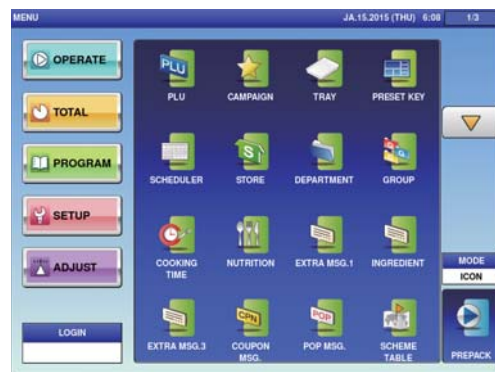 MENU JA.15.2015 (THU) 6:08 1/3
OPERATE
TOTAL
PROGRAM
SETUP
ADJUST
LOGIN
PLU
PLU CAMPAIGN TRAY PRESET KEY
S
SCHEDULER STORE DEPARTMENT GROUP
COOKING TIME NUTRITION EXTRA MSG.1 INGREDIENT
CPN POP
EXTRA MSG.3 COUPON MSG. POP MSG. SCHEME TABLE
MODE
ICON
PREPACK